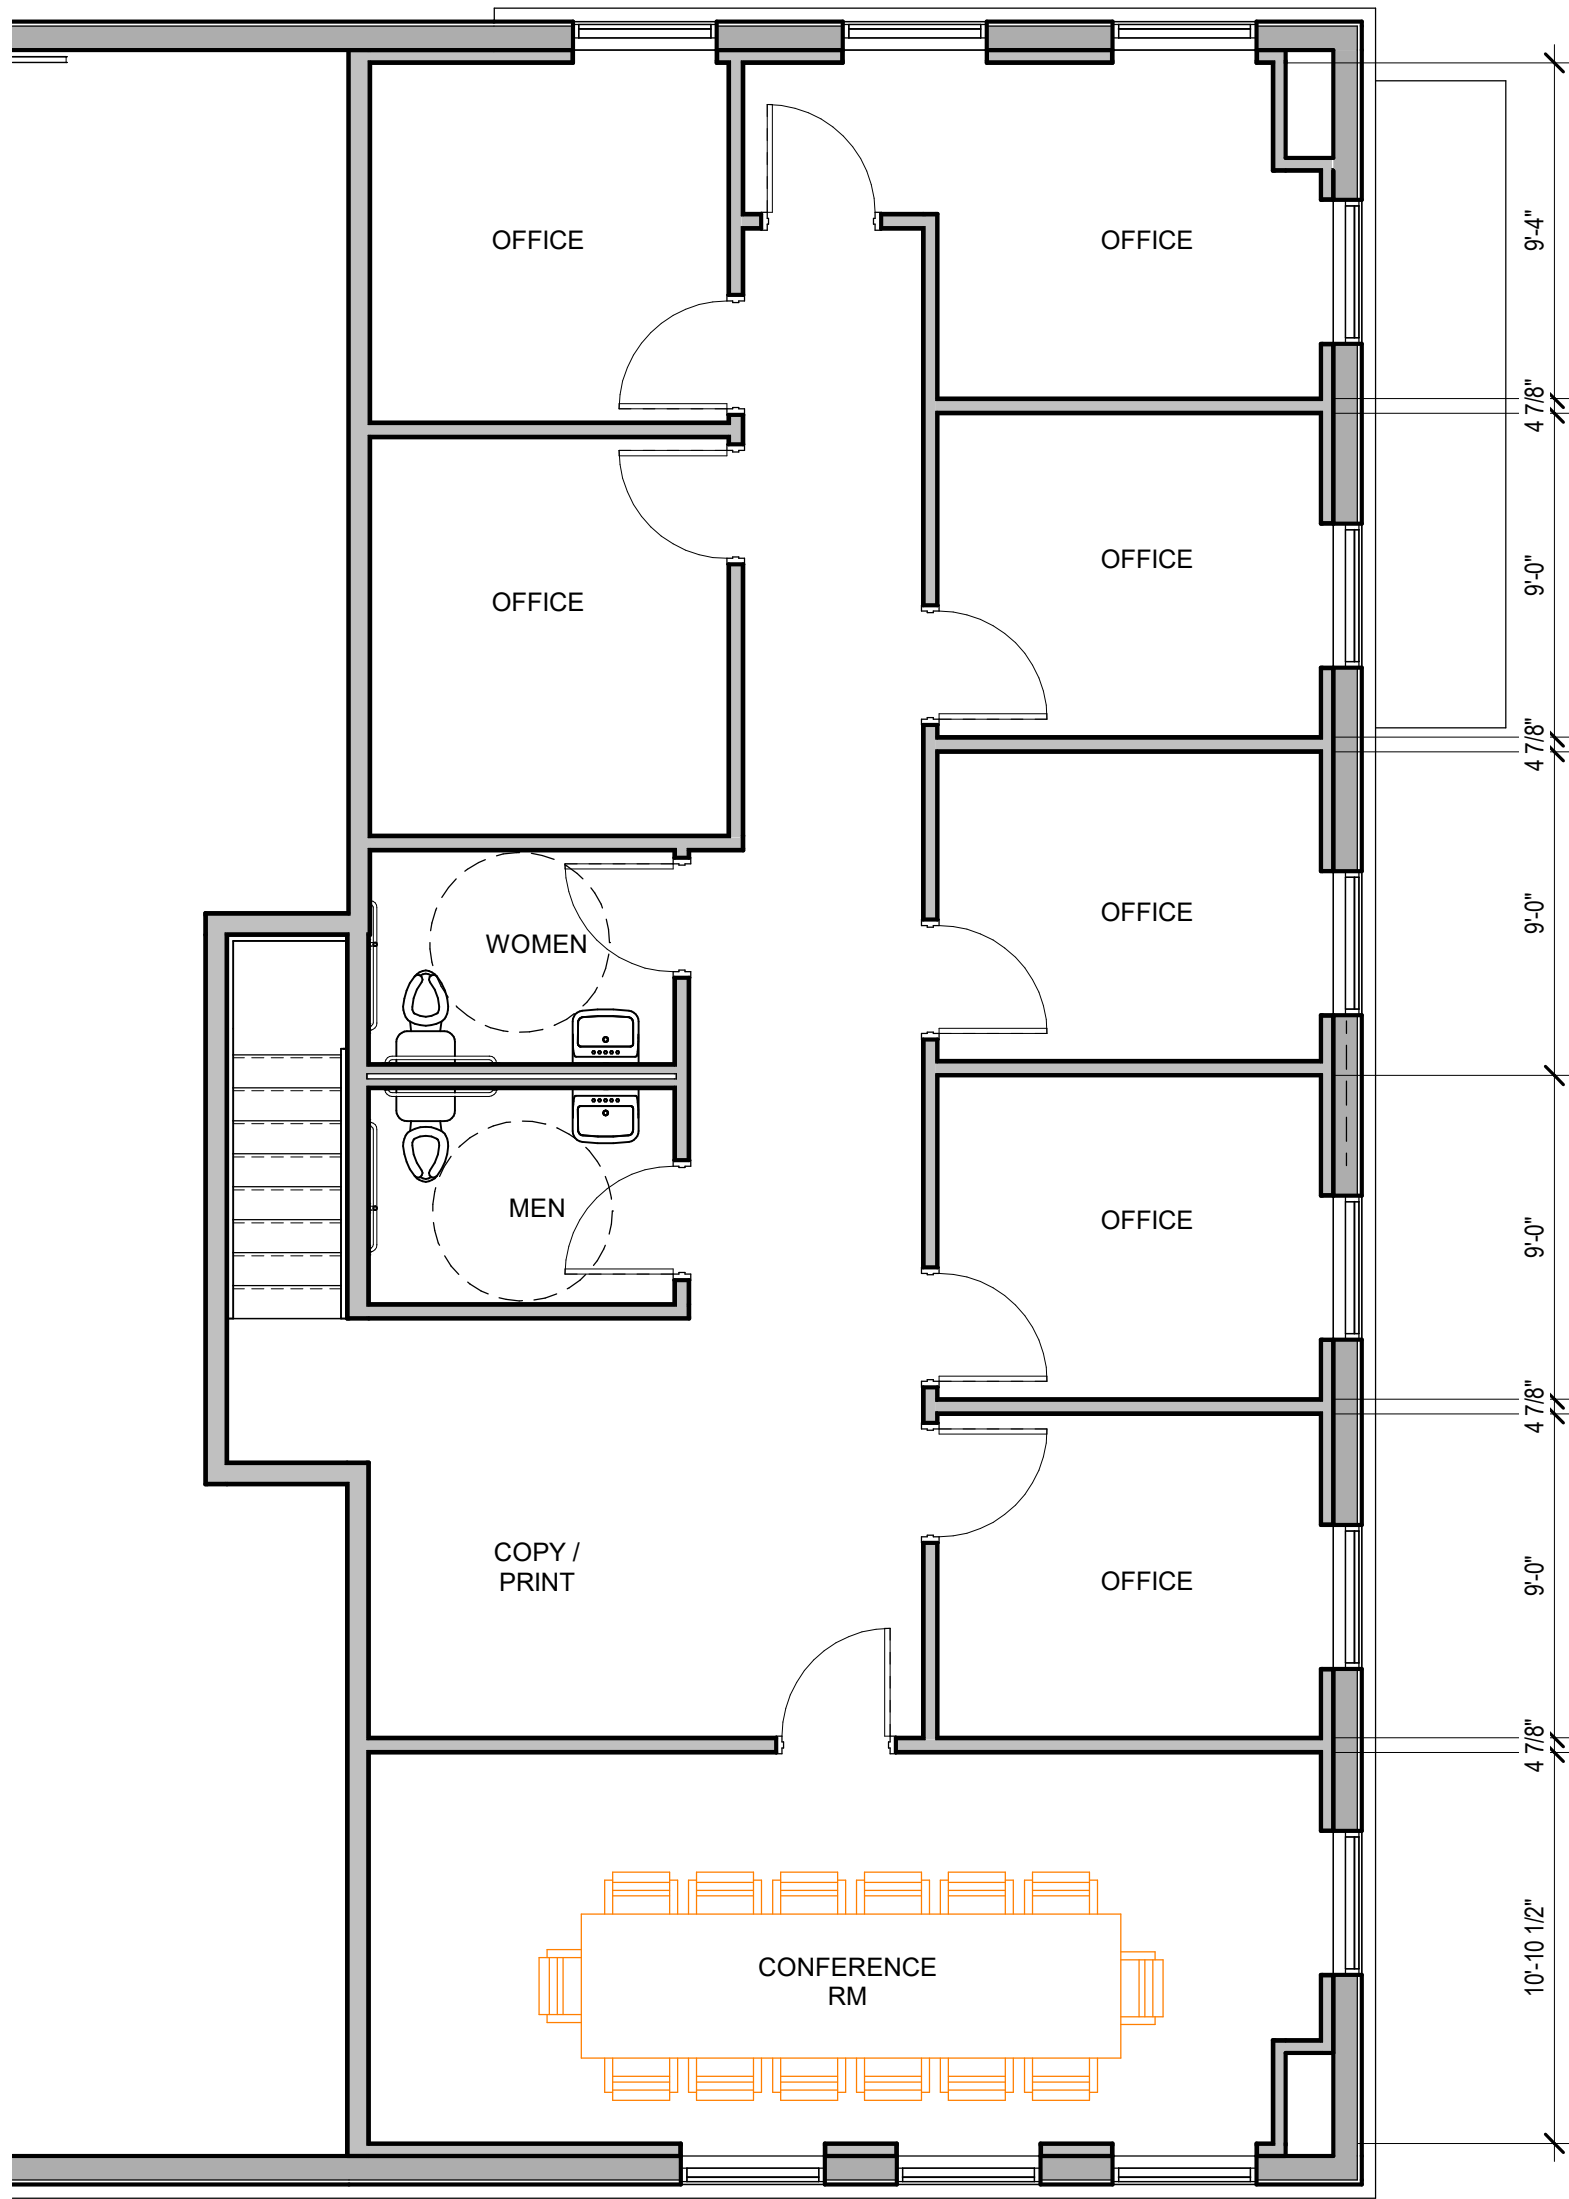 OFFICE
OFFICE
9'-4"
4 7/8"
OFFICE
9'-0"
OFFICE
4 7/8"
OFFICE
9'-0"
WOMEN
MEN
OFFICE
9'-0"
4 7/8"
COPY /
PRINT
OFFICE
9'-0"
4 7/8"
CONFERENCE
RM
10'-10 1/2"